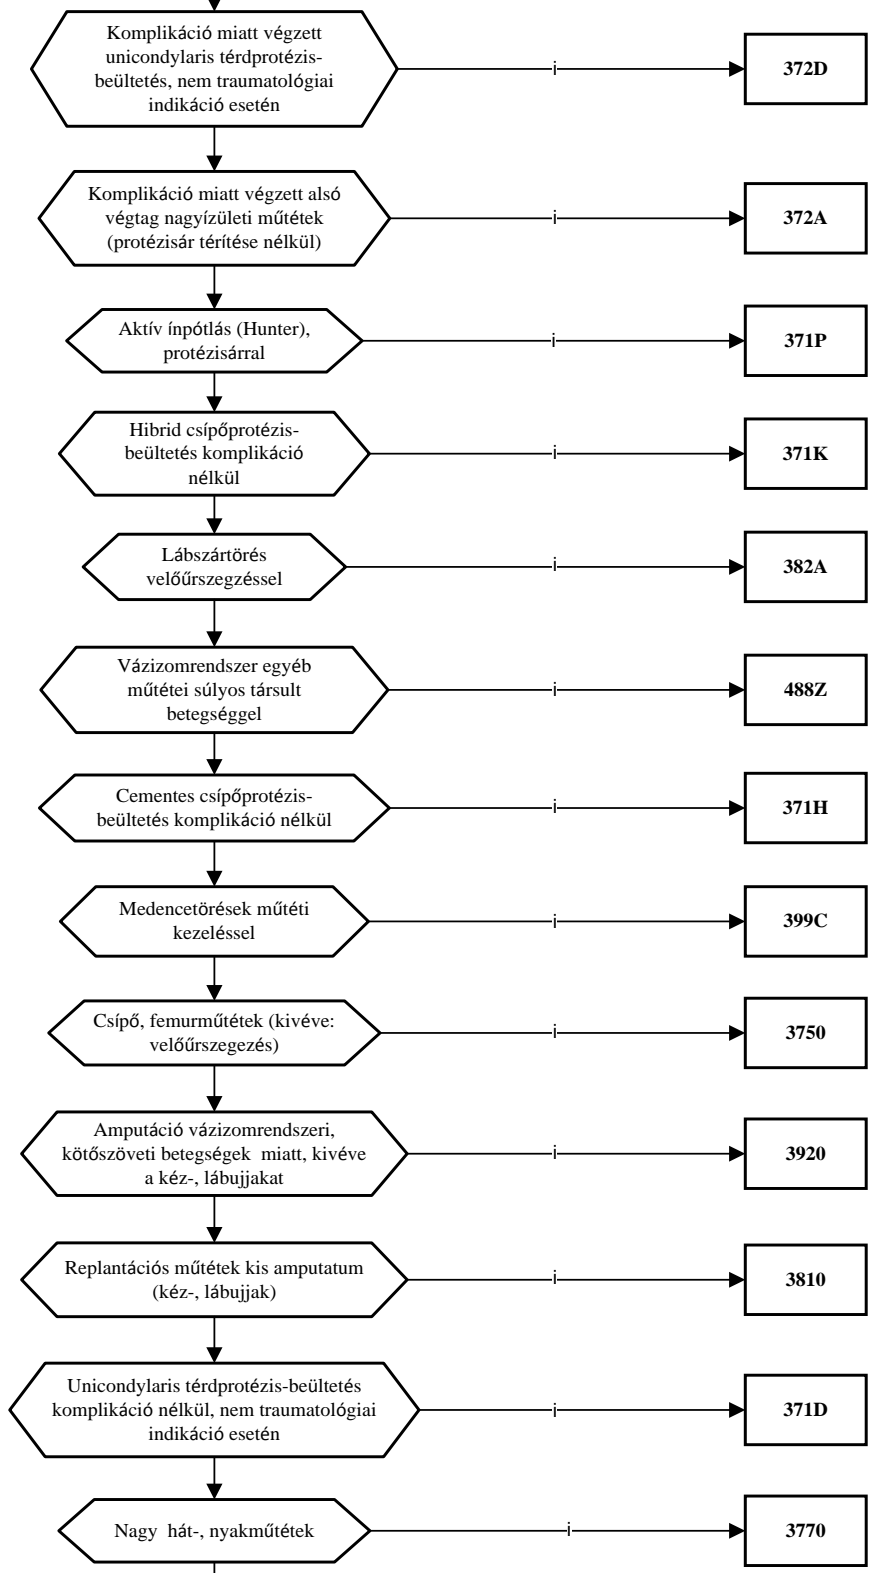 Komplikáció miatt végzett
unicondylaris térdprotézis-
beültetés, nem traumatológiai
indikáció esetén
i
372D
Komplikáció miatt végzett alsó
végtag nagyízületi műtétek
(protézisár térítése nélkül)
i
372A
Aktív ínpótlás (Hunter),
protézisárral
i
371P
Hibrid csípőprotézis-
beültetés komplikáció
nélkül
i
371K
Lábszártörés
velőűrszegzéssel
i
382A
Vázizomrendszer egyéb
műtétei súlyos társult
betegséggel
i
488Z
Cementes csípőprotézis-
beültetés komplikáció nélkül
i
371H
Medencetörések műtéti
kezeléssel
i
399C
Csípő, femurműtétek (kivéve:
velőűrszegezés)
i
3750
Amputáció vázizomrendszeri,
kötőszöveti betegségek  miatt, kivéve
a kéz-, lábujjakat
i
3920
Replantációs műtétek kis amputatum
(kéz-, lábujjak)
i
3810
Unicondylaris térdprotézis-beültetés
komplikáció nélkül, nem traumatológiai
indikáció esetén
i
371D
Nagy  hát-, nyakműtétek
i
3770